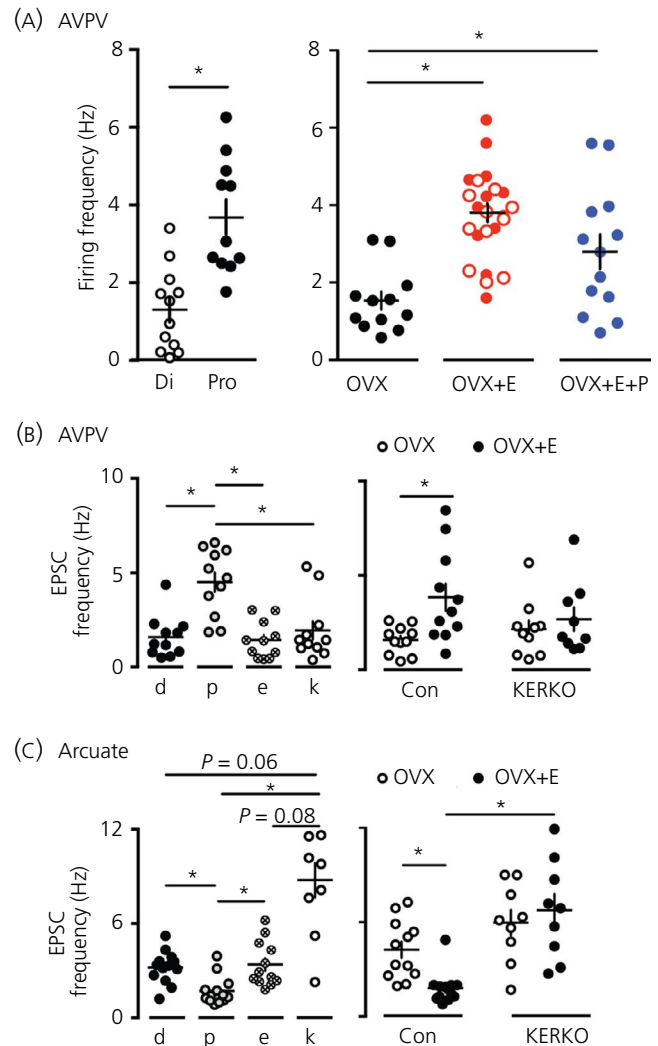 (A) AVPV
Firing frequency (Hz)
8
6
4
2
0
*
Di Pro
8
6
4
2
0
*
*
OVX OVX+E OVX+E+P
(B) AVPV
OVX OVX+E
EPSC
frequency (Hz)
10
5
0
*
*
*
d p e k
*
Con KERKO
(C) Arcuate
OVX OVX+E
EPSC
frequency (Hz)
12
6
0
P = 0.06
*
P = 0.08
*
*
d p e k
*
*
Con KERKO